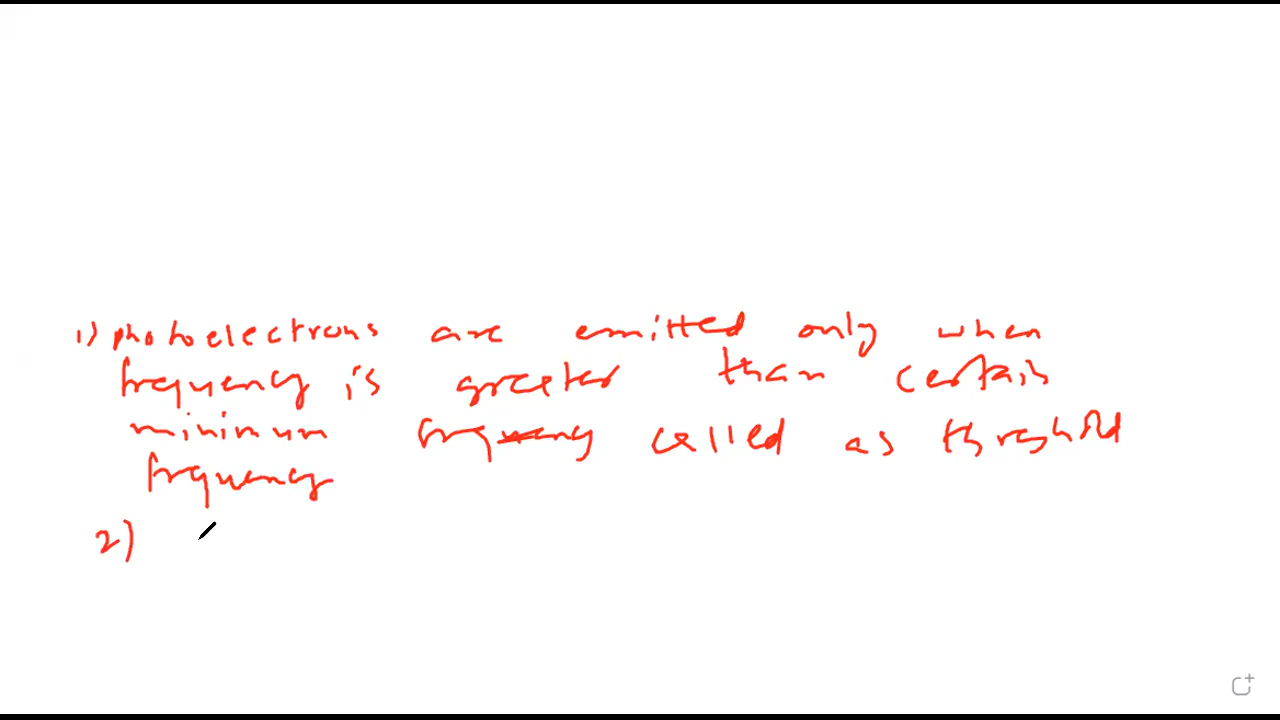 1) photoelectrons are emitted only when
frequency is greater than certain
minimum frequency called as threshold
frequency
2)